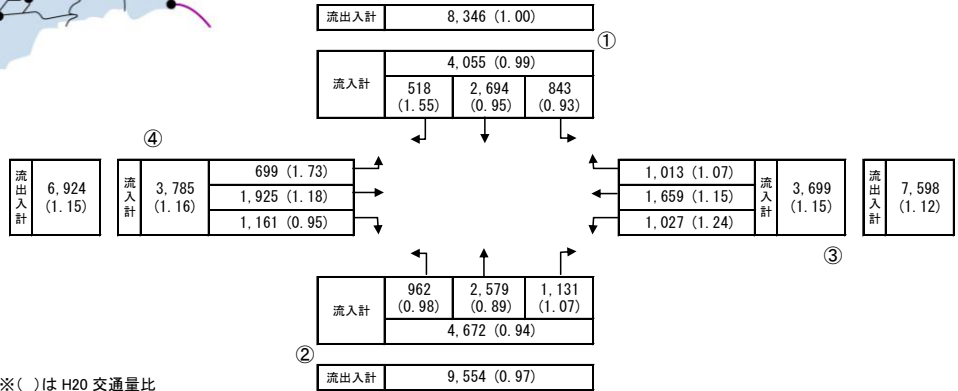 流出入計 8,346 (1.00)
①
流入計
4,055 (0.99)
518 2,694 843
(1.55) (0.95) (0.93)
④
流出入計
6,924
(1.15)
流入計
3,785
(1.16)
699 (1.73)
1,925 (1.18)
1,161 (0.95)
1,013 (1.07)
1,659 (1.15)
1,027 (1.24)
流入計
3,699
(1.15)
流出入計
7,598
(1.12)
③
流入計
962 2,579 1,131
(0.98) (0.89) (1.07)
4,672 (0.94)
②
流出入計 9,554 (0.97)
※( )は H20 交通量比